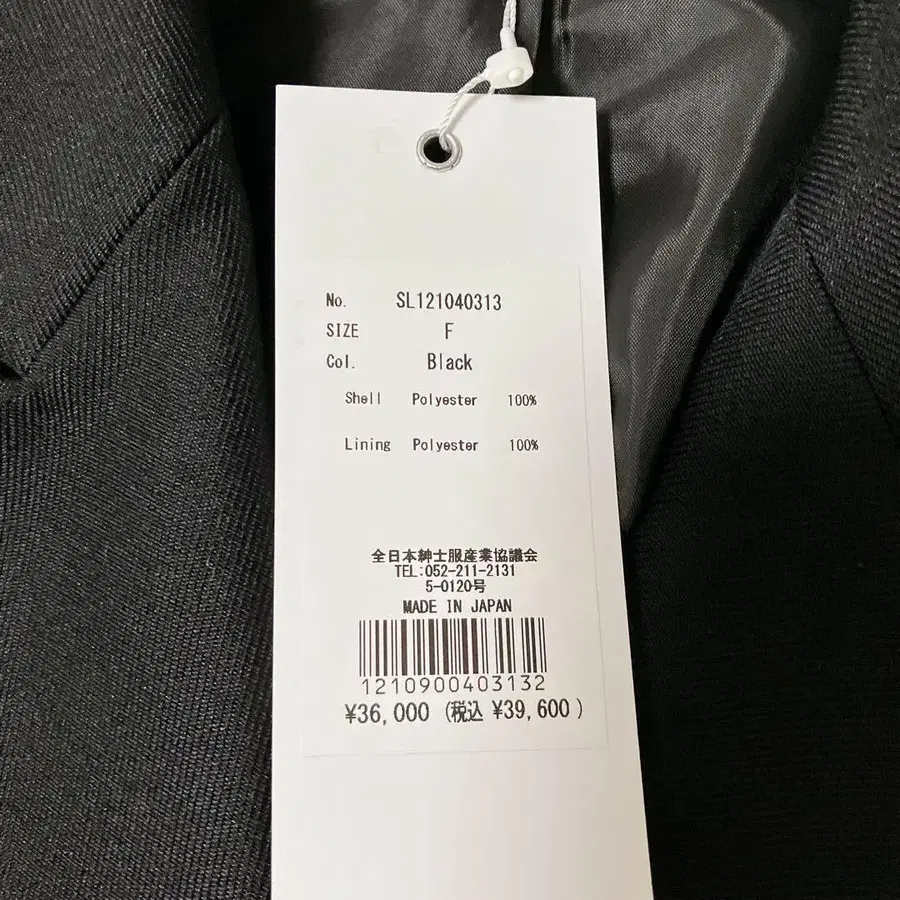 No. SL121040313
SIZE F
Col. Black
Shell Polyester 100%
Lining Polyester 100%
全日本紳士服産業協議会
TEL:052-211-2131
5-0120号
MADE IN JAPAN
1210900403132
¥36,000 (税込 ¥39,600)